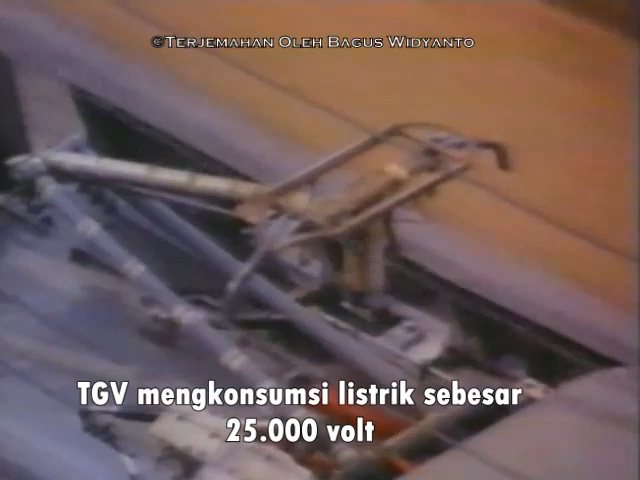 ©Terjemahan Oleh Bagus Widyanto
TGV mengkonsumsi listrik sebesar
25.000 volt